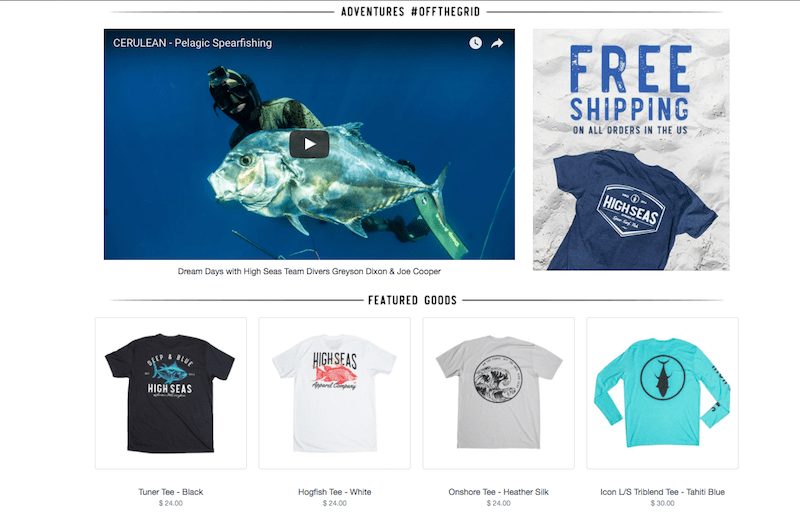 ADVENTURES #OFFTHEGRID
CERULEAN - Pelagic Spearfishing
FREE
SHIPPING
ON ALL ORDERS IN THE US
HIGH SEAS
Dream Days with High Seas Team Divers Greyson Dixon & Joe Cooper
FEATURED GOODS
DEEP & BLUE
HIGH SEAS
HIGH SEAS
Apparel Company
Tuner Tee - Black
$ 24.00
Hogfish Tee - White
$ 24.00
Onshore Tee - Heather Silk
$ 24.00
Icon L/S Triblend Tee - Tahiti Blue
$ 30.00